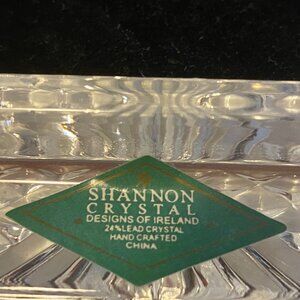 SHANNON
CRYSTAL
DESIGNS OF IRELAND
24% LEAD CRYSTAL
HAND CRAFTED
CHINA